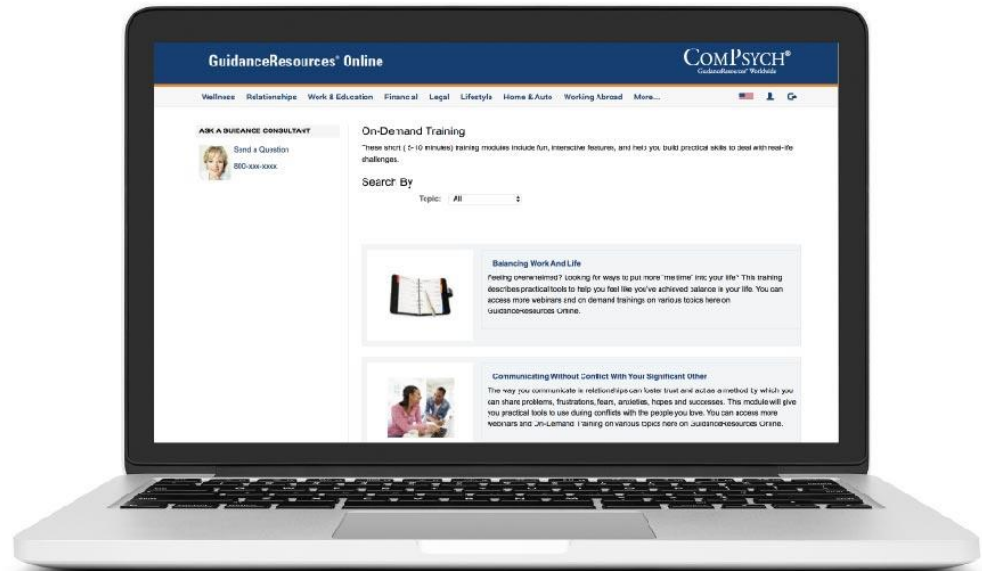 GuidanceResources® Online
COMPSYCH®
GuidanceResources® Worldwide
Wellness Relationships Work & Education Financial Legal Lifestyle Home & Auto Working Abroad More...
ASK A GUIDANCE CONSULTANT
Send a Question
800-xxx-xxxx
On-Demand Training
These short ( 5-10 minutes) training modules include fun, interactive features, and help you build practical skills to deal with real-life
challenges.
Search By
Topic: All
Balancing Work And Life
Feeling overwhelmed? Looking for ways to put more "me time" into your life? This training
describes practical tools to help you feel like you've achieved balance in your life. You can
access more webinars and on demand trainings on various topics here on
GuidanceResources Online.
Communicating Without Conflict With Your Significant Other
The way you communicate in relationships can foster trust and act as a method by which you
can share problems, frustrations, fears, anxieties, hopes and successes. This module will give
you practical tools to use during conflicts with the people you love. You can access more
webinars and On-Demand Training on various topics here on GuidanceResources Online.